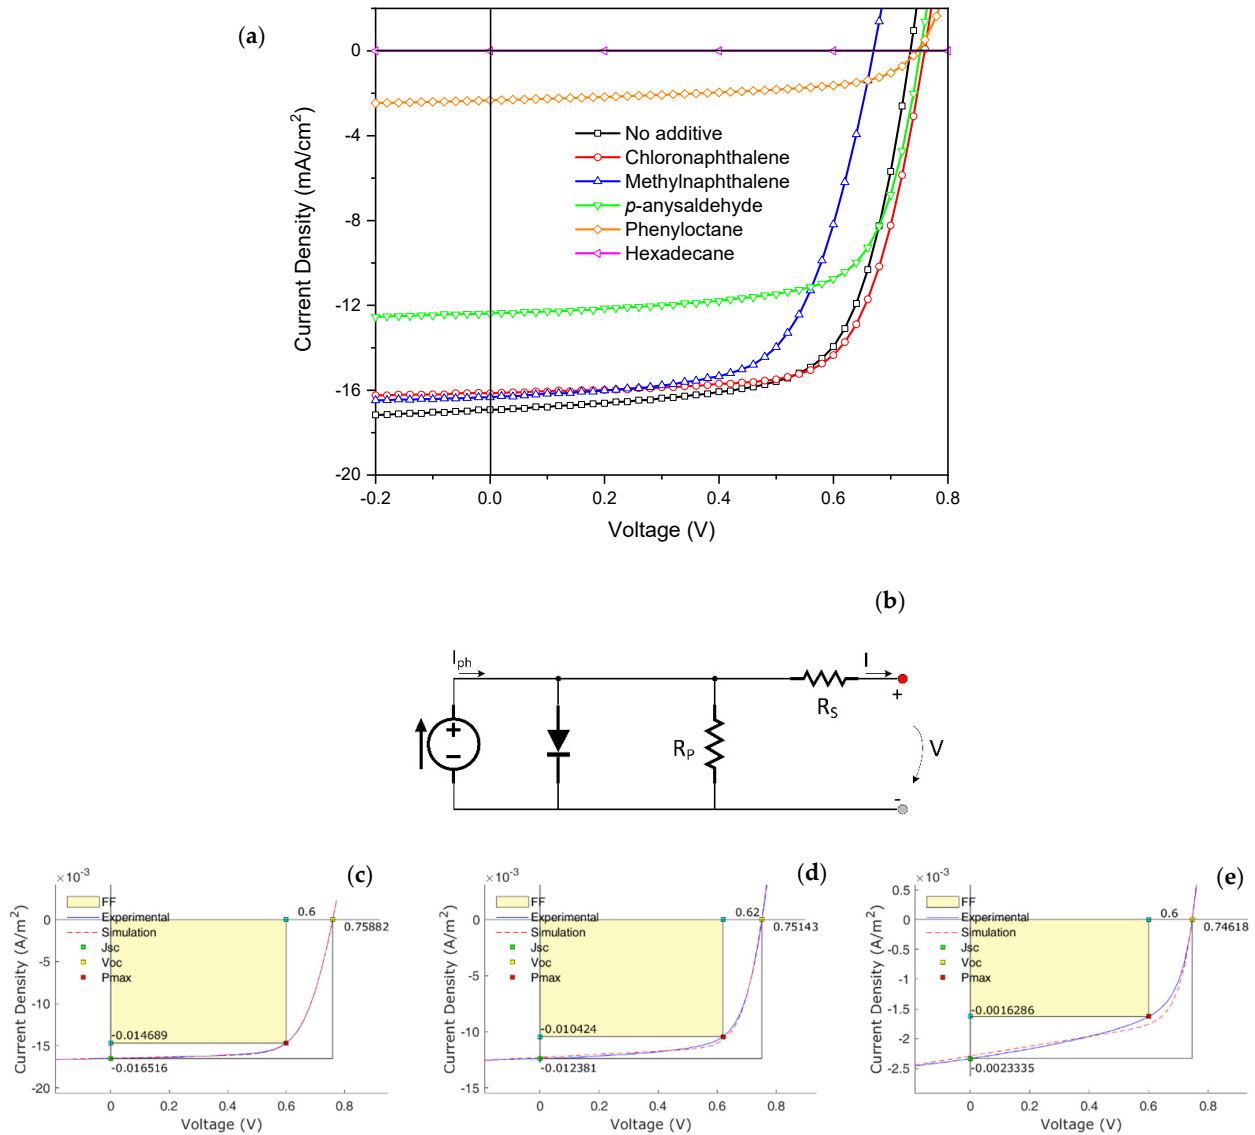 (a)
0
-4
-8
-12
-16
-20
Current Density (mA/cm²)
No additive
Chloronaphthalene
Methylnaphthalene
p-anysaldehyde
Phenyloctane
Hexadecane
-0.2 0.0 0.2 0.4 0.6 0.8
Voltage (V)
(b)
Iph
I
RS
+
RP
V
-
+
−
(c)
×10⁻³
FF
Experimental
Simulation
Jsc
Voc
Pmax
0.6
0.75882
-0.014689
-0.016516
0
-5
-10
-15
-20
Current Density (A/m²)
0 0.2 0.4 0.6 0.8
Voltage (V)
(d)
×10⁻³
FF
Experimental
Simulation
Jsc
Voc
Pmax
0.62
0.75143
-0.010424
-0.012381
0
-5
-10
-15
Current Density (A/m²)
0 0.2 0.4 0.6 0.8
Voltage (V)
(e)
×10⁻³
FF
Experimental
Simulation
Jsc
Voc
Pmax
0.6
0.74618
-0.0016286
-0.0023335
0.5
0
-0.5
-1
-1.5
-2
-2.5
Current Density (A/m²)
0 0.2 0.4 0.6 0.8
Voltage (V)